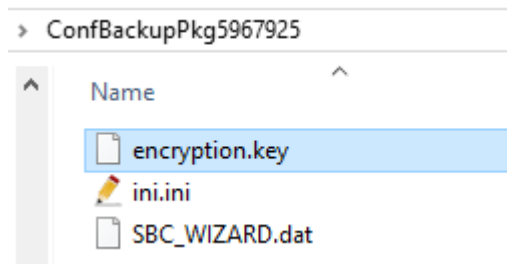 ConfBackupPkg5967925
Name
encryption.key
ini.ini
SBC_WIZARD.dat